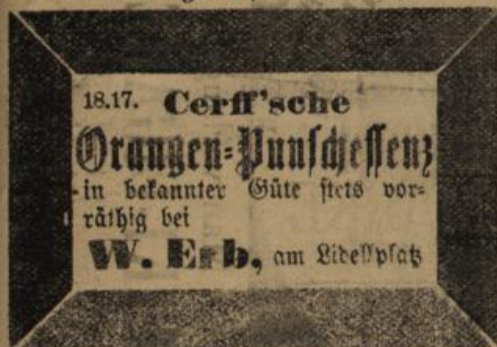 18.17. Cerff'sche
Orangen-Punschessenz
in bekannter Güte stets vor-
räthig bei
W. Erb, am Lidellplatz